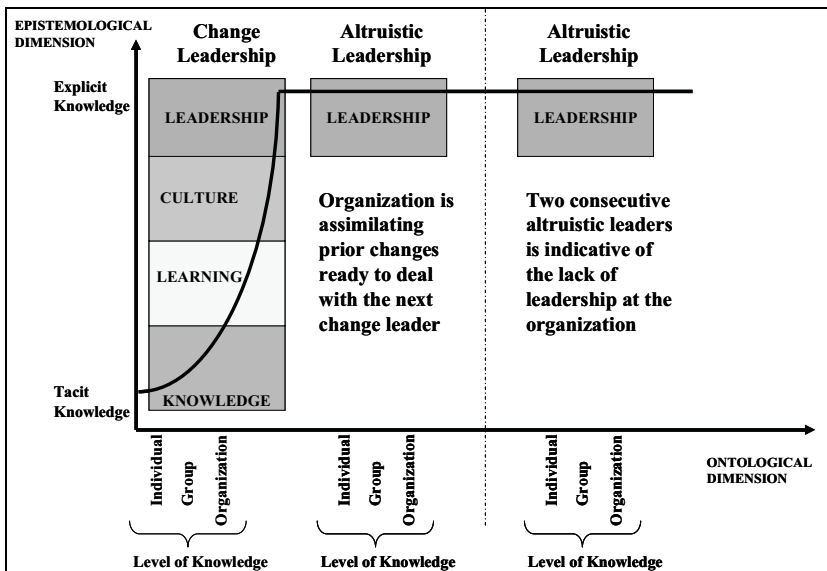 EPISTEMOLOGICAL
DIMENSION
Change
Leadership
Altruistic
Leadership
Altruistic
Leadership
Explicit
Knowledge
LEADERSHIP
LEADERSHIP
LEADERSHIP
CULTURE
LEARNING
KNOWLEDGE
Organization is
assimilating
prior changes
ready to deal
with the next
change leader
Two consecutive
altruistic leaders
is indicative of
the lack of
leadership at the
organization
Tacit
Knowledge
Individual
Group
Organization
Individual
Group
Organization
Individual
Group
Organization
ONTOLOGICAL
DIMENSION
Level of Knowledge
Level of Knowledge
Level of Knowledge